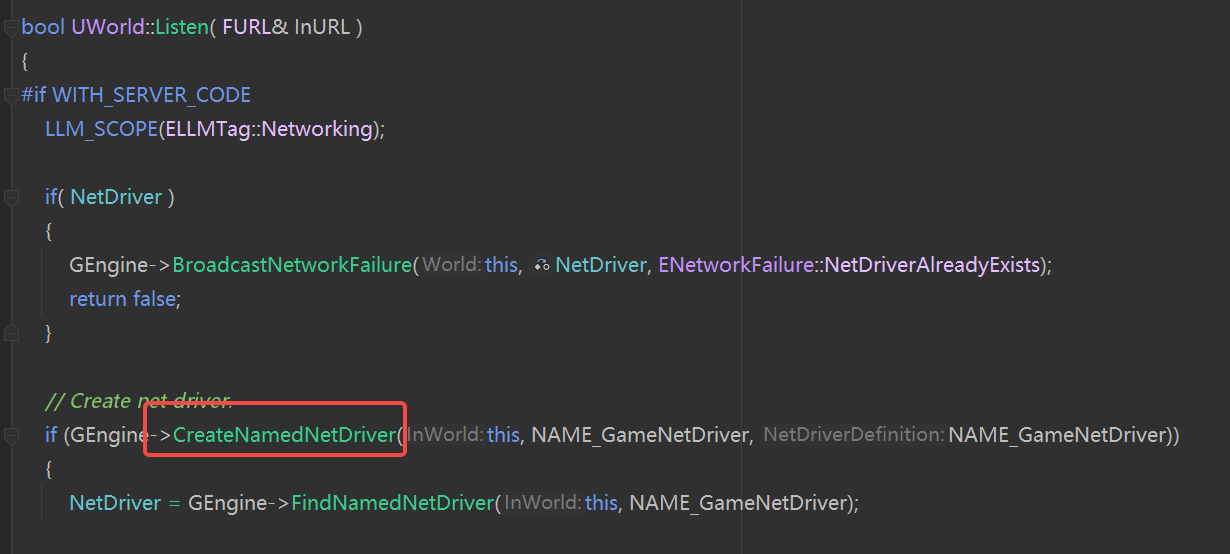 bool UWorld::Listen( FURL& InURL )
{
#if WITH_SERVER_CODE
LLM_SCOPE(ELLMTag::Networking);
if( NetDriver )
{
GEngine->BroadcastNetworkFailure(World: this, NetDriver, ENetworkFailure::NetDriverAlreadyExists);
return false;
}
// Create net driver.
if (GEngine->CreateNamedNetDriver(InWorld: this, NAME_GameNetDriver, NetDriverDefinition: NAME_GameNetDriver))
{
NetDriver = GEngine->FindNamedNetDriver(InWorld: this, NAME_GameNetDriver);